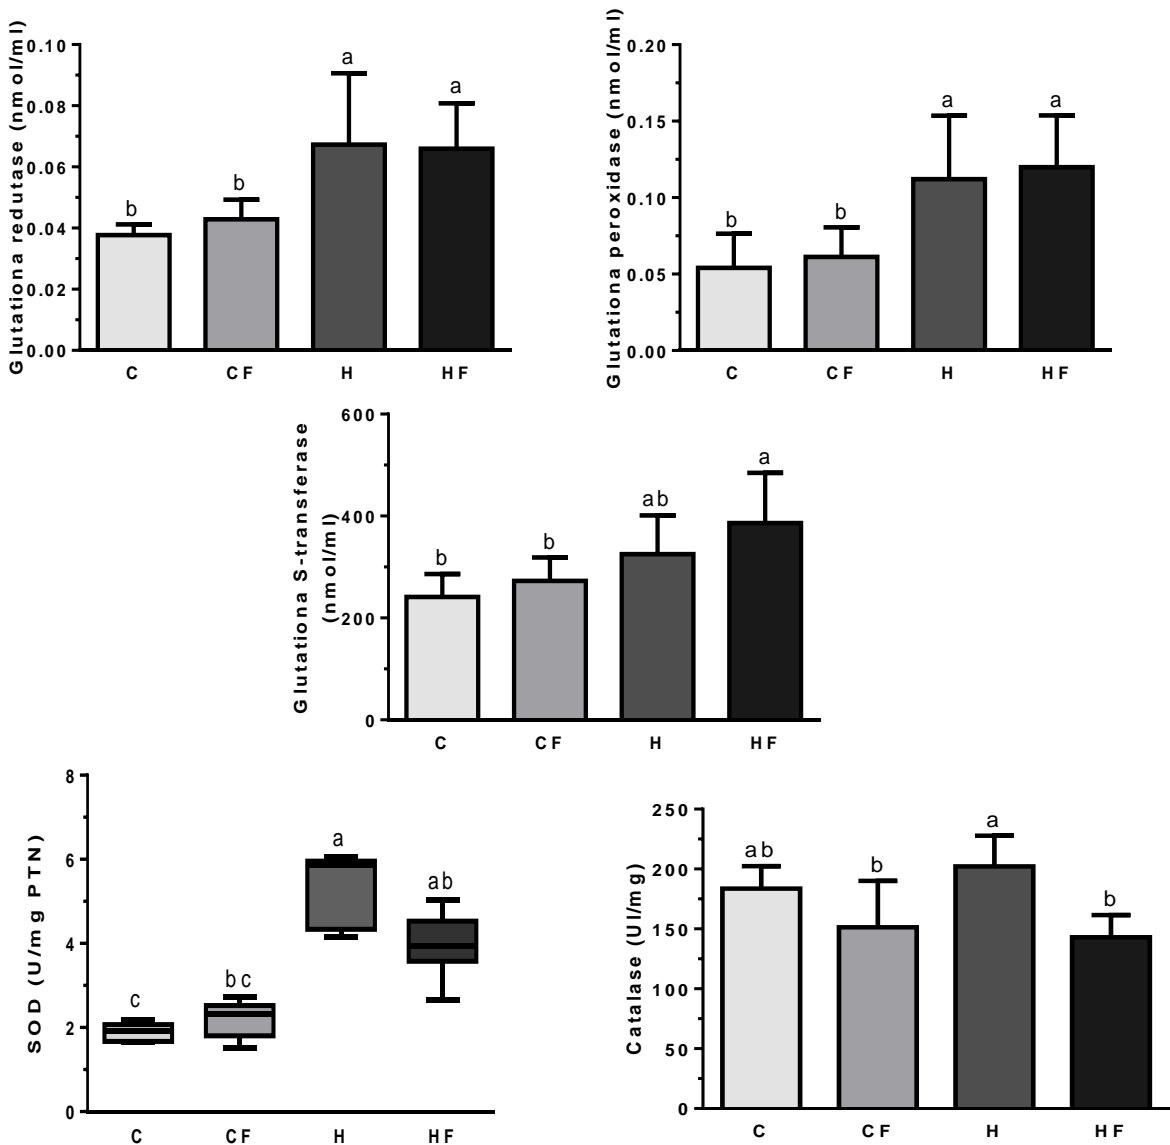 Glutationa redutase (nmol/ml)
0.10
0.08
0.06
0.04
0.02
0.00
b
b
a
a
C
CF
H
HF
Glutationa peroxidase (nmol/ml)
0.20
0.15
0.10
0.05
0.00
b
b
a
a
C
CF
H
HF
Glutationa S-transferase
(nmol/ml)
600
400
200
0
b
b
ab
a
C
CF
H
HF
SOD (U/mg PTN)
8
6
4
2
0
c
bc
a
ab
C
CF
H
HF
Catalase (UI/mg)
250
200
150
100
50
0
ab
b
a
b
C
CF
H
HF